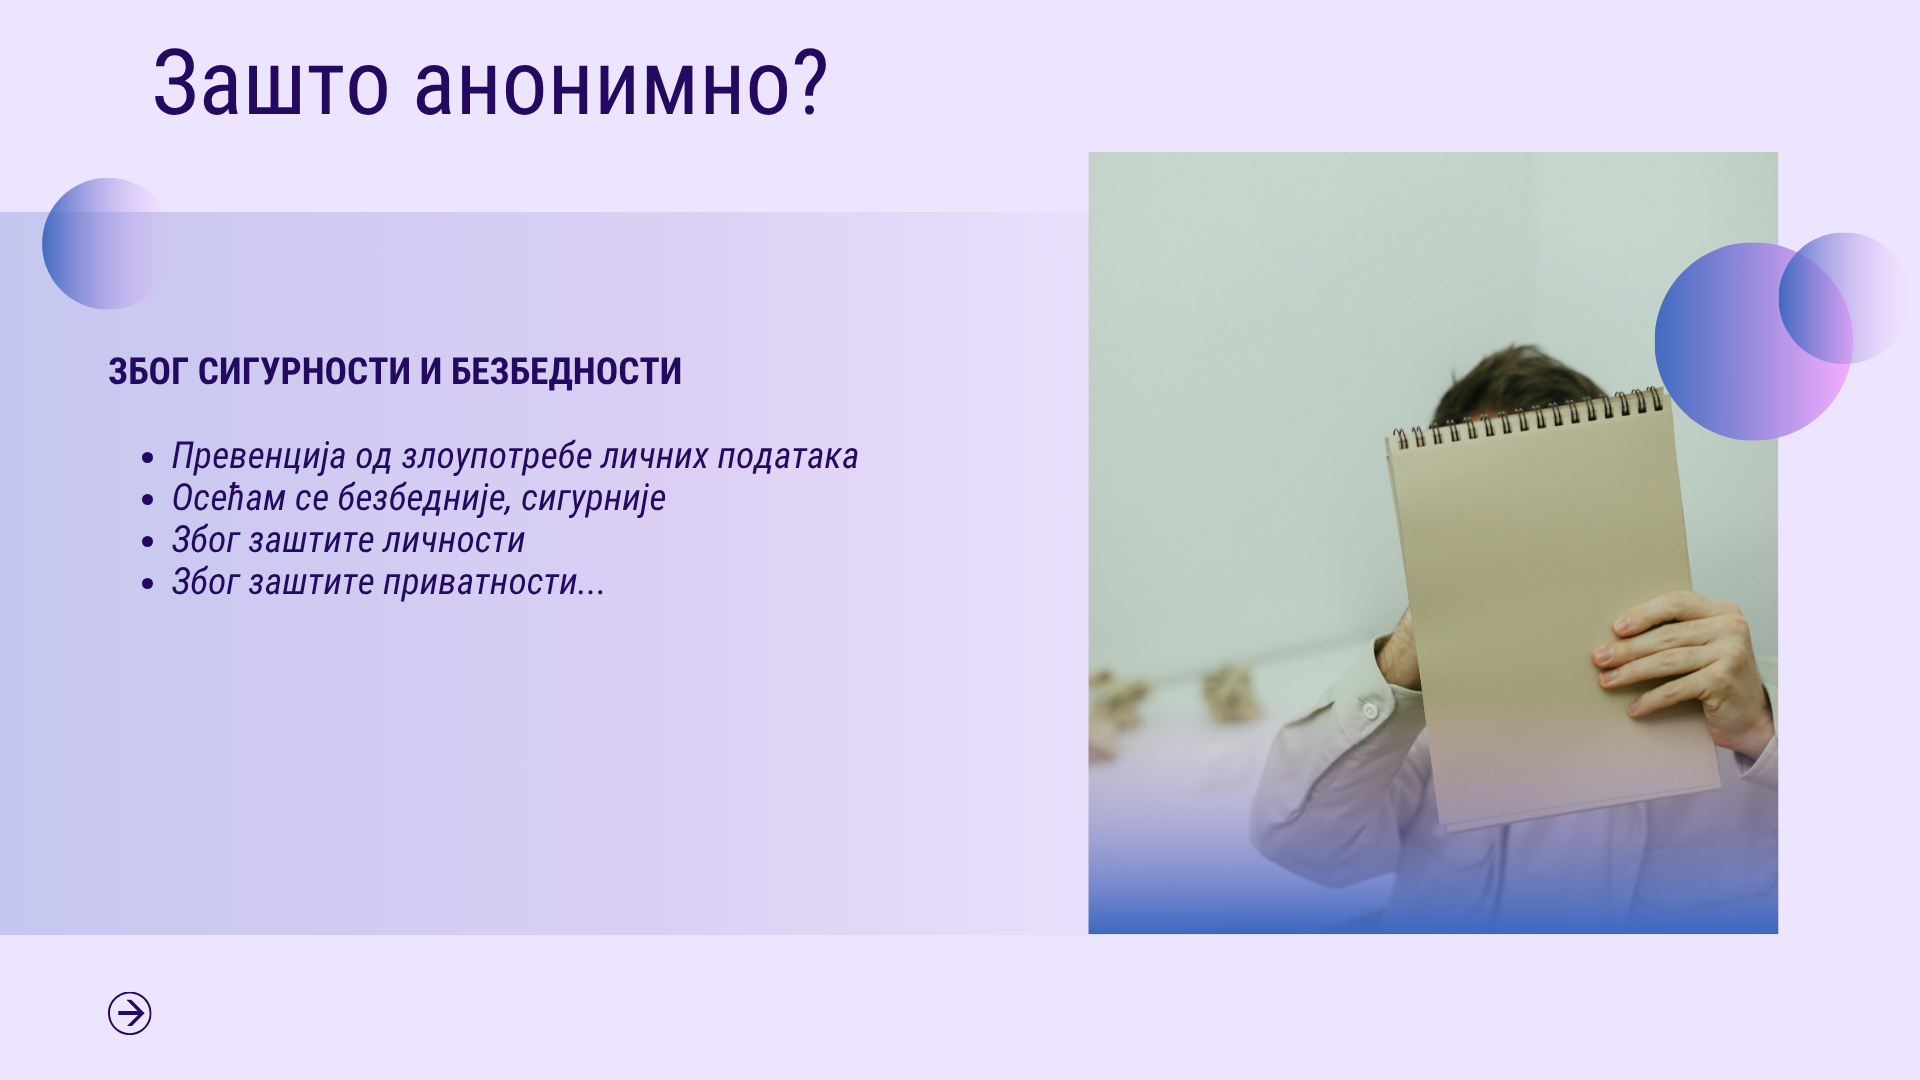 Зашто анонимно?
ЗБОГ СИГУРНОСТИ И БЕЗБЕДНОСТИ
• Превенција од злоупотребе личних података
• Осећам се безбедније, сигурније
• Због заштите личности
• Због заштите приватности...